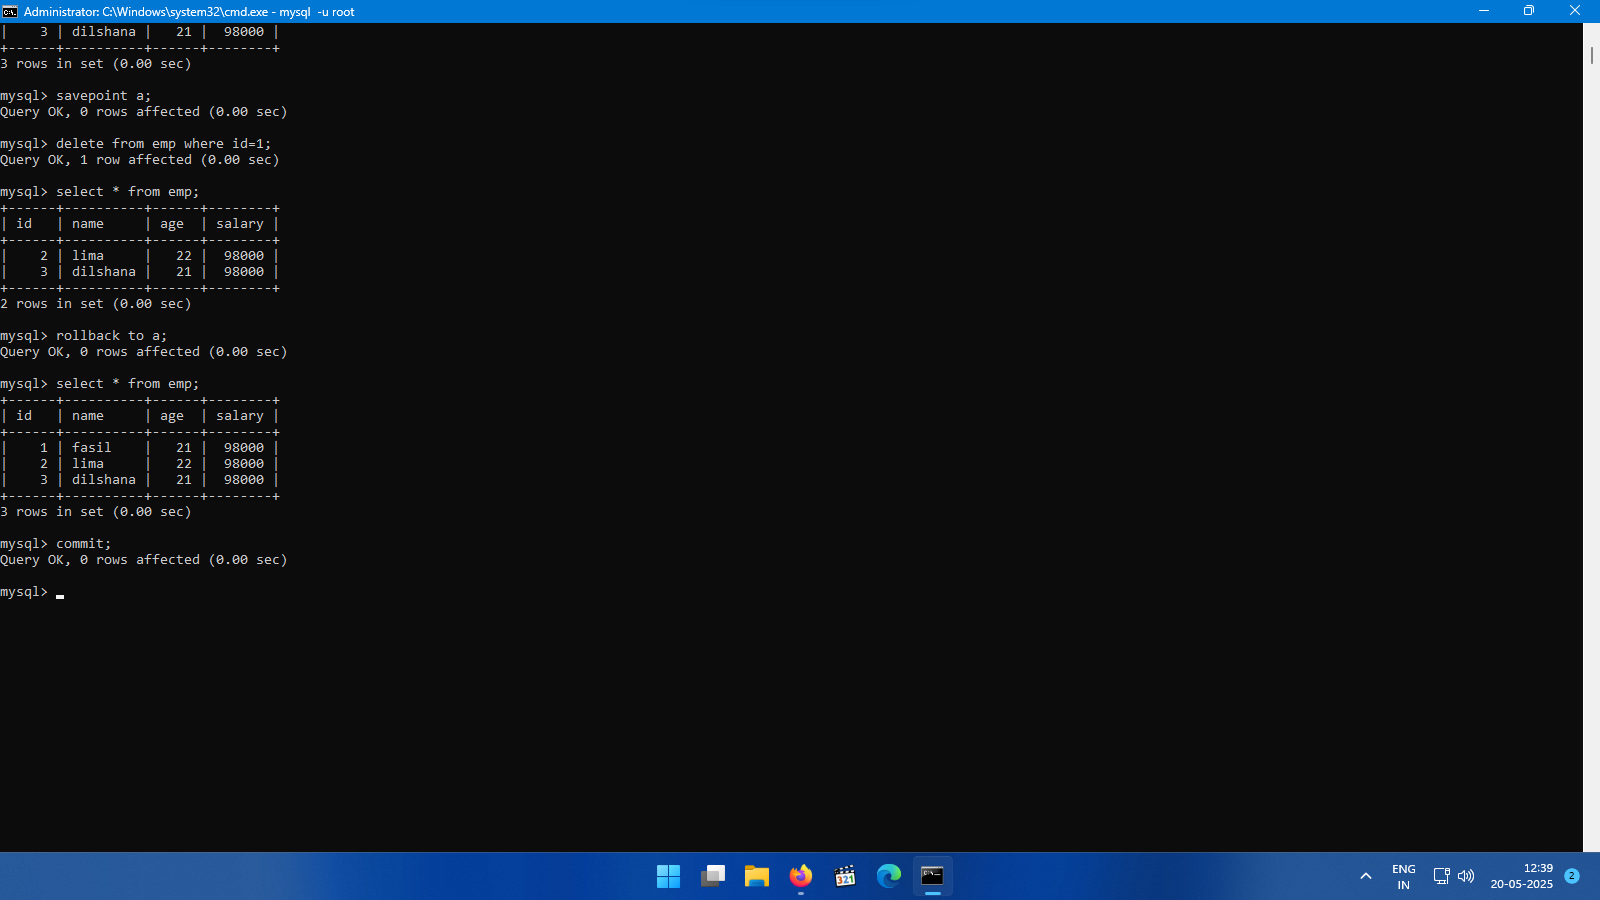 Administrator: C:\Windows\system32\cmd.exe - mysql  -u root
|    3 | dilshana |   21 |  98000 |
+------+----------+------+--------+
3 rows in set (0.00 sec)
mysql> savepoint a;
Query OK, 0 rows affected (0.00 sec)
mysql> delete from emp where id=1;
Query OK, 1 row affected (0.00 sec)
mysql> select * from emp;
+------+----------+------+--------+
| id   | name     | age  | salary |
+------+----------+------+--------+
|    2 | lima     |   22 |  98000 |
|    3 | dilshana |   21 |  98000 |
+------+----------+------+--------+
2 rows in set (0.00 sec)
mysql> rollback to a;
Query OK, 0 rows affected (0.00 sec)
mysql> select * from emp;
+------+----------+------+--------+
| id   | name     | age  | salary |
+------+----------+------+--------+
|    1 | fasil    |   21 |  98000 |
|    2 | lima     |   22 |  98000 |
|    3 | dilshana |   21 |  98000 |
+------+----------+------+--------+
3 rows in set (0.00 sec)
mysql> commit;
Query OK, 0 rows affected (0.00 sec)
mysql>
321
ENG
IN
12:39
20-05-2025
2